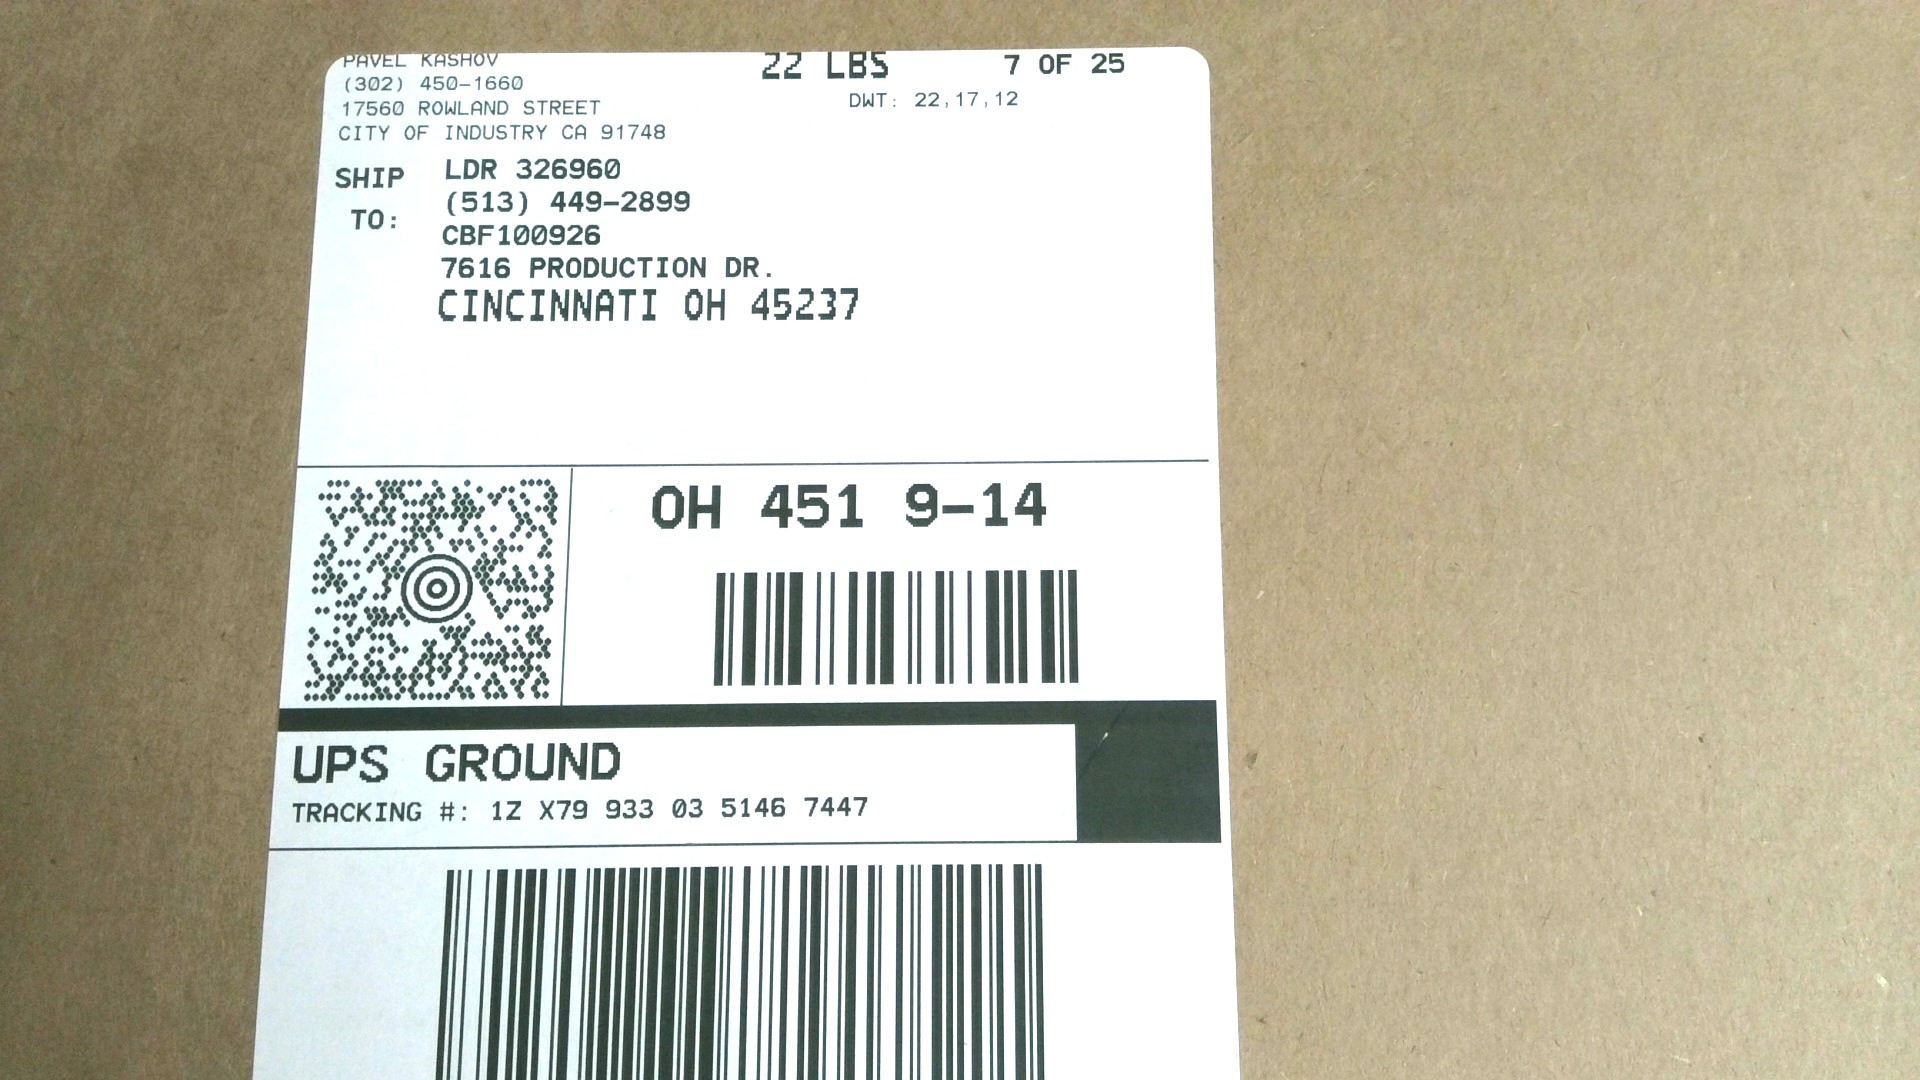 PAVEL KASHOV
(302) 450-1660
17560 ROWLAND STREET
CITY OF INDUSTRY CA 91748
22 LBS
7 OF 25
DWT: 22,17,12
SHIP TO:
LDR 326960
(513) 449-2899
CBF100926
7616 PRODUCTION DR.
CINCINNATI OH 45237
OH 451 9-14
UPS GROUND
TRACKING #: 1Z X79 933 03 5146 7447